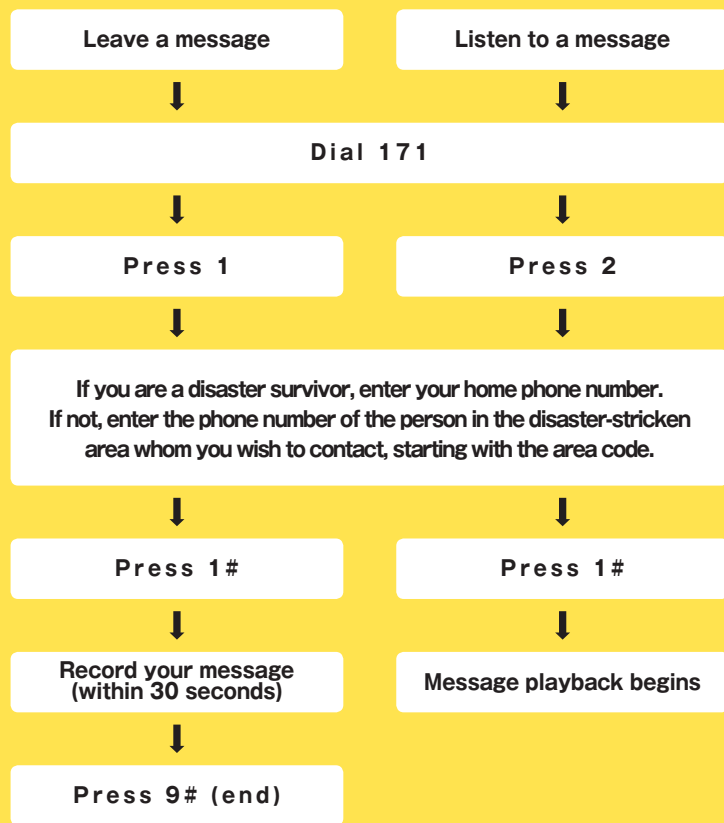 Leave a message
Listen to a message
Dial 171
Press 1
Press 2
If you are a disaster survivor, enter your home phone number.
If not, enter the phone number of the person in the disaster-stricken
area whom you wish to contact, starting with the area code.
Press 1#
Press 1#
Record your message
(within 30 seconds)
Message playback begins
Press 9# (end)